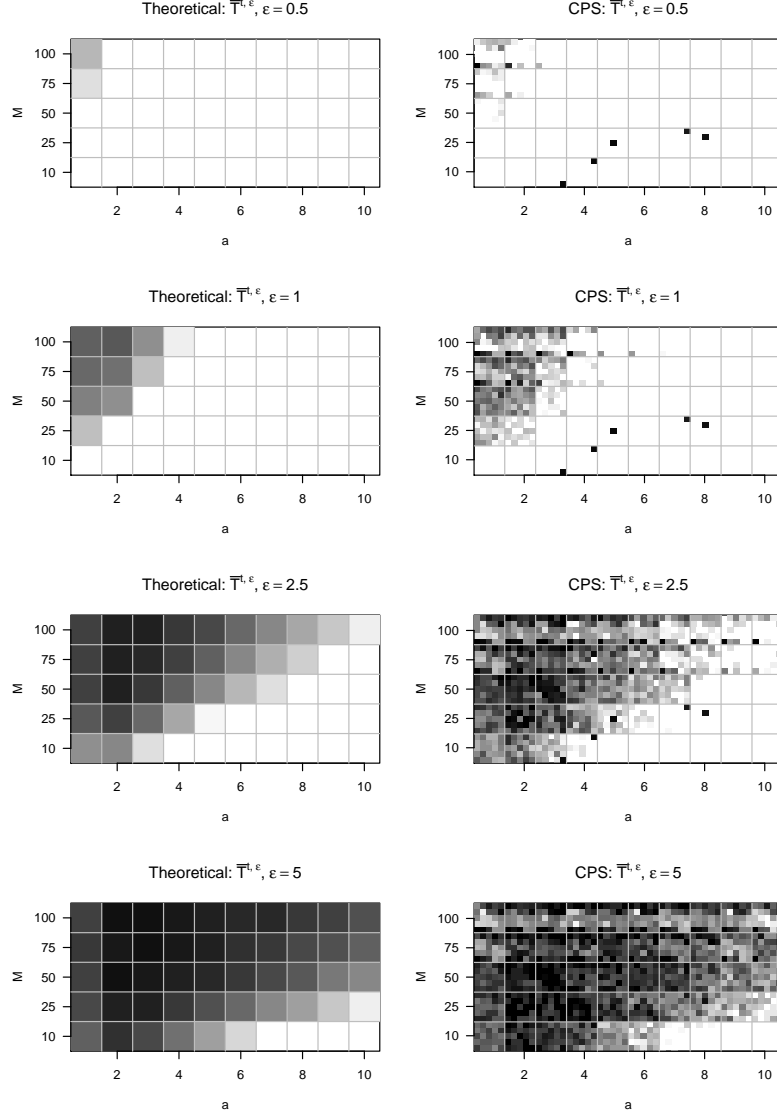 Theoretical: T̿^{t, ε}, ε = 0.5
CPS: T̿^{t, ε}, ε = 0.5
M
100
75
50
25
10
2 4 6 8 10
a
M
100
75
50
25
10
2 4 6 8 10
a
Theoretical: T̿^{t, ε}, ε = 1
CPS: T̿^{t, ε}, ε = 1
M
100
75
50
25
10
2 4 6 8 10
a
M
100
75
50
25
10
2 4 6 8 10
a
Theoretical: T̿^{t, ε}, ε = 2.5
CPS: T̿^{t, ε}, ε = 2.5
M
100
75
50
25
10
2 4 6 8 10
a
M
100
75
50
25
10
2 4 6 8 10
a
Theoretical: T̿^{t, ε}, ε = 5
CPS: T̿^{t, ε}, ε = 5
M
100
75
50
25
10
2 4 6 8 10
a
M
100
75
50
25
10
2 4 6 8 10
a